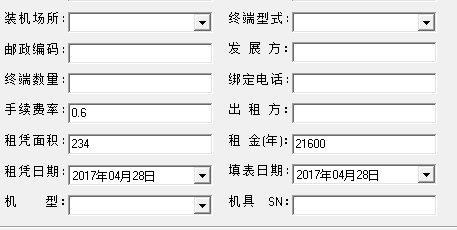 装机场所： 终端型式：
邮政编码： 发 展 方：
终端数量： 绑定电话：
手续费率： 0.6 出 租 方：
租凭面积： 234 租 金(年)： 21600
租凭日期： 2017年04月28日 填表日期： 2017年04月28日
机 型： 机具 SN：